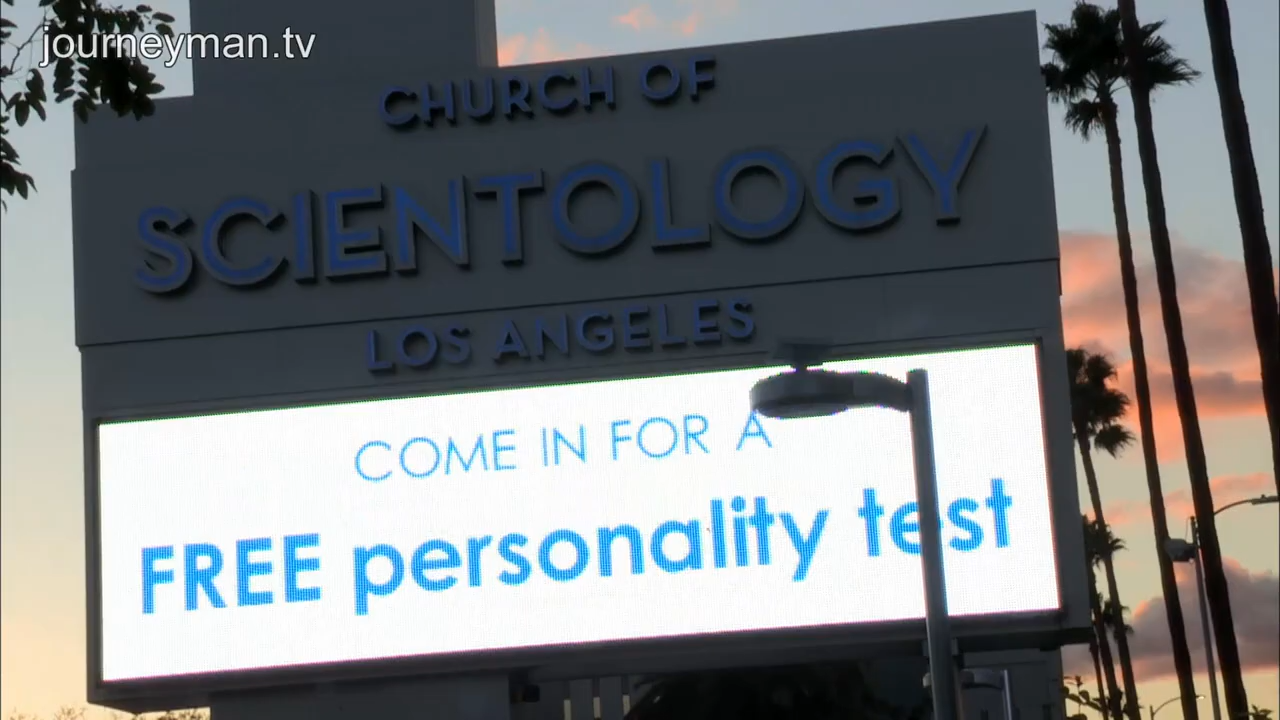 journeyman.tv
CHURCH OF
SCIENTOLOGY
LOS ANGELES
COME IN FOR A
FREE personality test